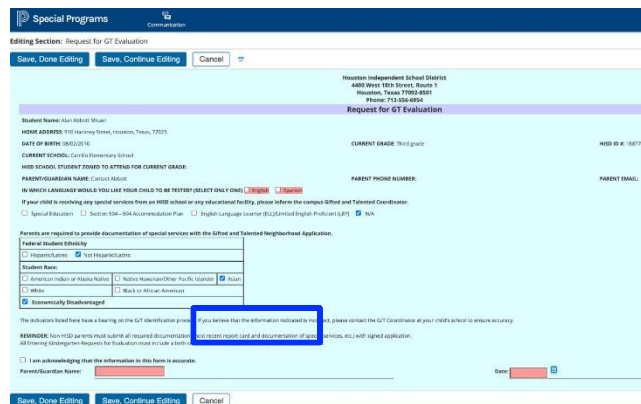 Special Programs
Communication
Editing Section: Request for GT Evaluation
Save, Done Editing Save, Continue Editing Cancel
Houston Independent School District
4400 West 18th Street, Route 1
Houston, Texas 77092-8501
Phone: 713-556-6954
Request for GT Evaluation
Student Name: Alan Abbott
HOME ADDRESS: 910 Hackney Street, Houston, Texas, 77023
DATE OF BIRTH: 08/02/2010 CURRENT GRADE: Third grade HISD ID #: 18877
CURRENT SCHOOL: Carrillo Elementary School
HISD SCHOOL STUDENT ZONED TO ATTEND FOR CURRENT GRADE:
PARENT/GUARDIAN NAME: Contact Abbott PARENT PHONE NUMBER: PARENT EMAIL:
IN WHICH LANGUAGE WOULD YOU LIKE YOUR CHILD TO BE TESTED? (SELECT ONLY ONE) English Spanish
If your child is receiving any special services from an HISD school or any educational facility, please inform the campus Gifted and Talented Coordinator.
Special Education Section 504—504 Accommodation Plan English Language Learner (ELL)/Limited English Proficient (LEP) N/A
Parents are required to provide documentation of special services with the Gifted and Talented Neighborhood Application.
Federal Student Ethnicity
Hispanic/Latino Not Hispanic/Latino
Student Race:
American Indian or Alaska Native Native Hawaiian/Other Pacific Islander Asian
White Black or African American
Economically Disadvantaged
The indicators listed here have a bearing on the G/T identification process. If you believe that the information indicated is incorrect, please contact the G/T Coordinator at your child's school to ensure accuracy.
REMINDER: Non HISD parents must submit all required documentation (most recent report card and documentation of special services, etc.) with signed application.
All Entering Kindergarten Requests for Evaluation must include a birth
I am acknowledging that the information in this form is accurate.
Parent/Guardian Name: Date:
Save, Done Editing Save, Continue Editing Cancel